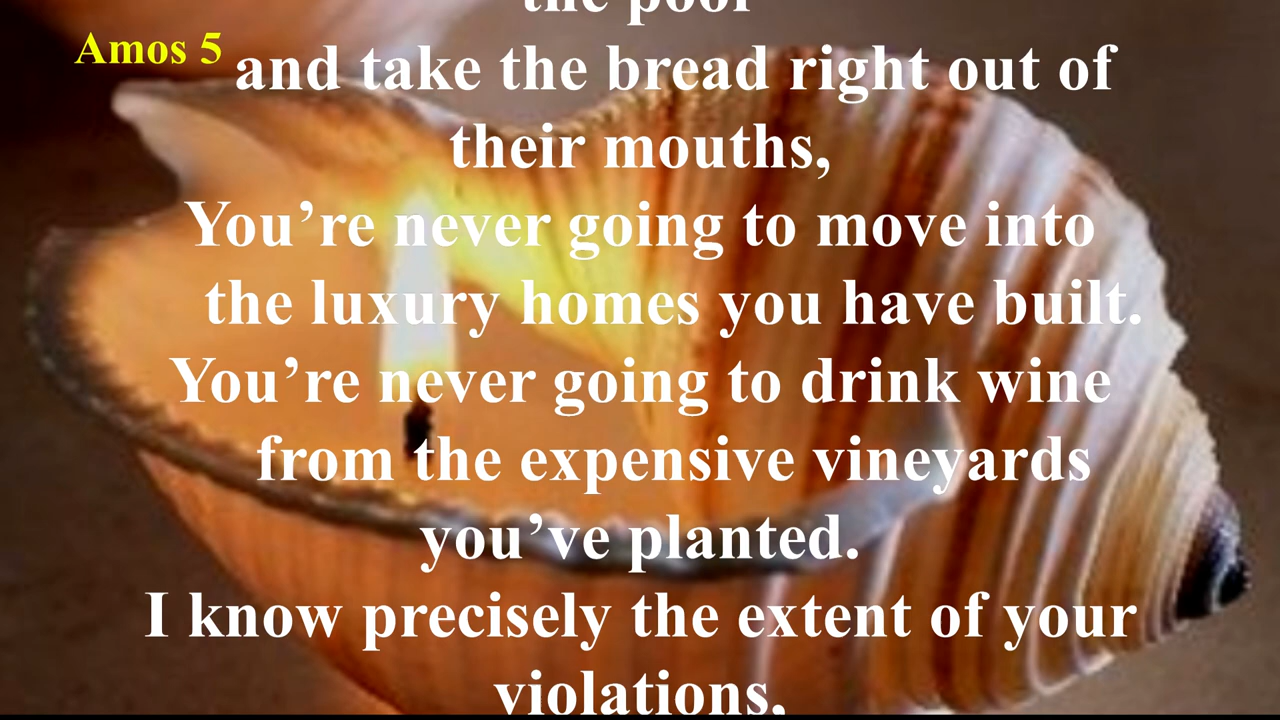 the poor
Amos 5
and take the bread right out of
their mouths,
You’re never going to move into
the luxury homes you have built.
You’re never going to drink wine
from the expensive vineyards
you’ve planted.
I know precisely the extent of your
violations,